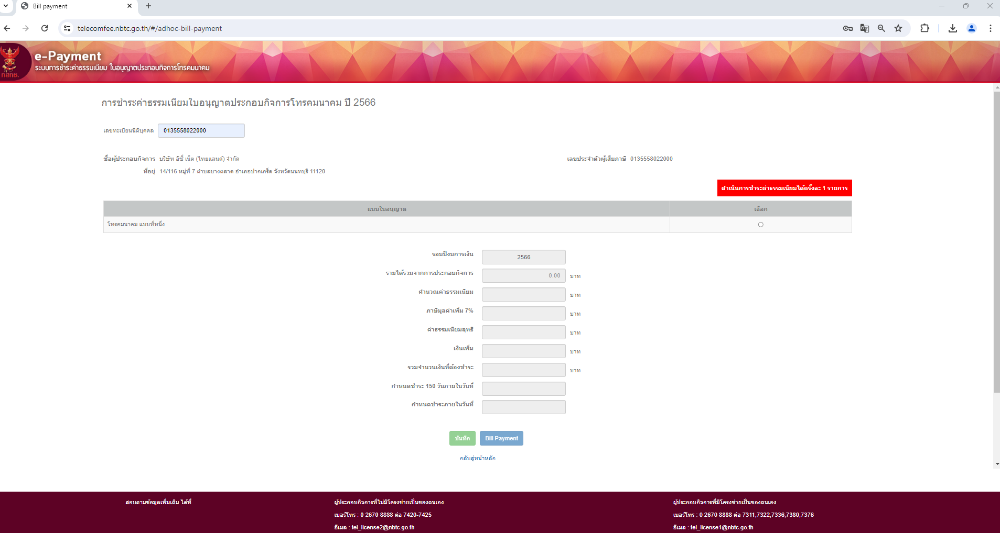 Bill payment
telecomfee.nbtc.go.th/#/adhoc-bill-payment
e-Payment
ระบบการชำระค่าธรรมเนียม ใบอนุญาตประกอบกิจการโทรคมนาคม
กสทช.
การชำระค่าธรรมเนียมใบอนุญาตประกอบกิจการโทรคมนาคม ปี 2566
เลขทะเบียนนิติบุคคล 0135558022000
ชื่อผู้ประกอบกิจการ บริษัท อีซี่ เน็ต (ไทยแลนด์) จำกัด เลขประจำตัวผู้เสียภาษี 0135558022000
ที่อยู่ 14/116 หมู่ที่ 7 ตำบลบางตลาด อำเภอปากเกร็ด จังหวัดนนทบุรี 11120
ดำเนินการชำระค่าธรรมเนียมได้ครั้งละ 1 รายการ
แบบใบอนุญาต เลือก
โทรคมนาคม แบบที่หนึ่ง
รอบปีงบการเงิน 2566
รายได้รวมจากการประกอบกิจการ 0.00 บาท
คำนวณค่าธรรมเนียม บาท
ภาษีมูลค่าเพิ่ม 7% บาท
ค่าธรรมเนียมสุทธิ บาท
เงินเพิ่ม บาท
รวมจำนวนเงินที่ต้องชำระ บาท
กำหนดชำระ 150 วันภายในวันที่
กำหนดชำระภายในวันที่
บันทึก Bill Payment
กลับสู่หน้าหลัก
สอบถามข้อมูลเพิ่มเติม ได้ที่ ผู้ประกอบกิจการที่ไม่มีโครงข่ายเป็นของตนเอง ผู้ประกอบกิจการที่มีโครงข่ายเป็นของตนเอง
เบอร์โทร : 0 2670 8888 ต่อ 7420-7425 เบอร์โทร : 0 2670 8888 ต่อ 7311,7322,7336,7380,7376
อีเมล : tel_license2@nbtc.go.th อีเมล : tel_license1@nbtc.go.th